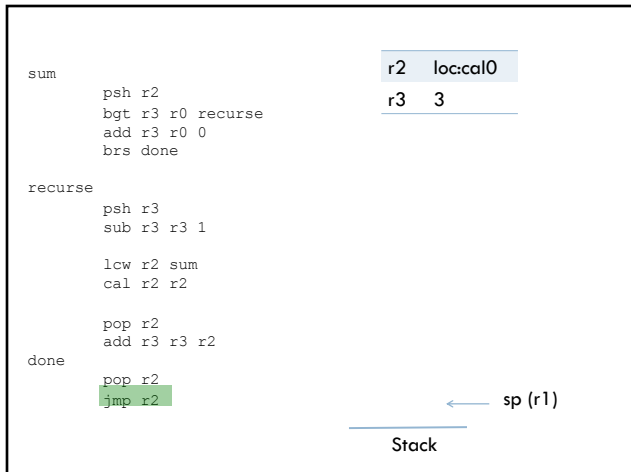 sum
psh r2
bgt r3 r0 recurse
add r3 r0 0
brs done
recurse
psh r3
sub r3 r3 1
lcw r2 sum
cal r2 r2
pop r2
add r3 r3 r2
done
pop r2
jmp r2
r2 loc:cal0
r3 3
sp (r1)
Stack